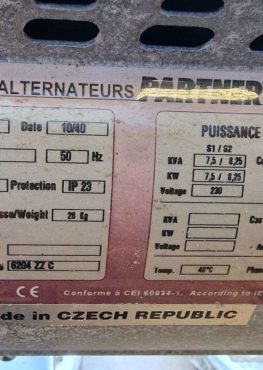 ALTERNATEURS PARTNER
Date 10/40 PUISSANCE
S1 / S2
50 Hz KVA 7,5 / 8,25
KW 7,5 / 8,25
Protection IP 23 Voltage 230
/Weight 28 Kg KVA
KW
Voltage
6204 ZZ C
Temp. 40°C
CE Conforme à CEI 60034-1. According to IE
de in CZECH REPUBLIC